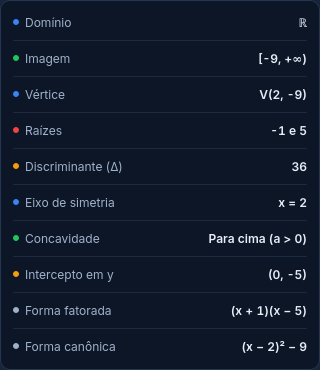 Domínio ℝ
Imagem [-9, +∞)
Vértice V(2, -9)
Raízes -1 e 5
Discriminante (Δ) 36
Eixo de simetria x = 2
Concavidade Para cima (a > 0)
Intercepto em y (0, -5)
Forma fatorada (x + 1)(x − 5)
Forma canônica (x − 2)² − 9